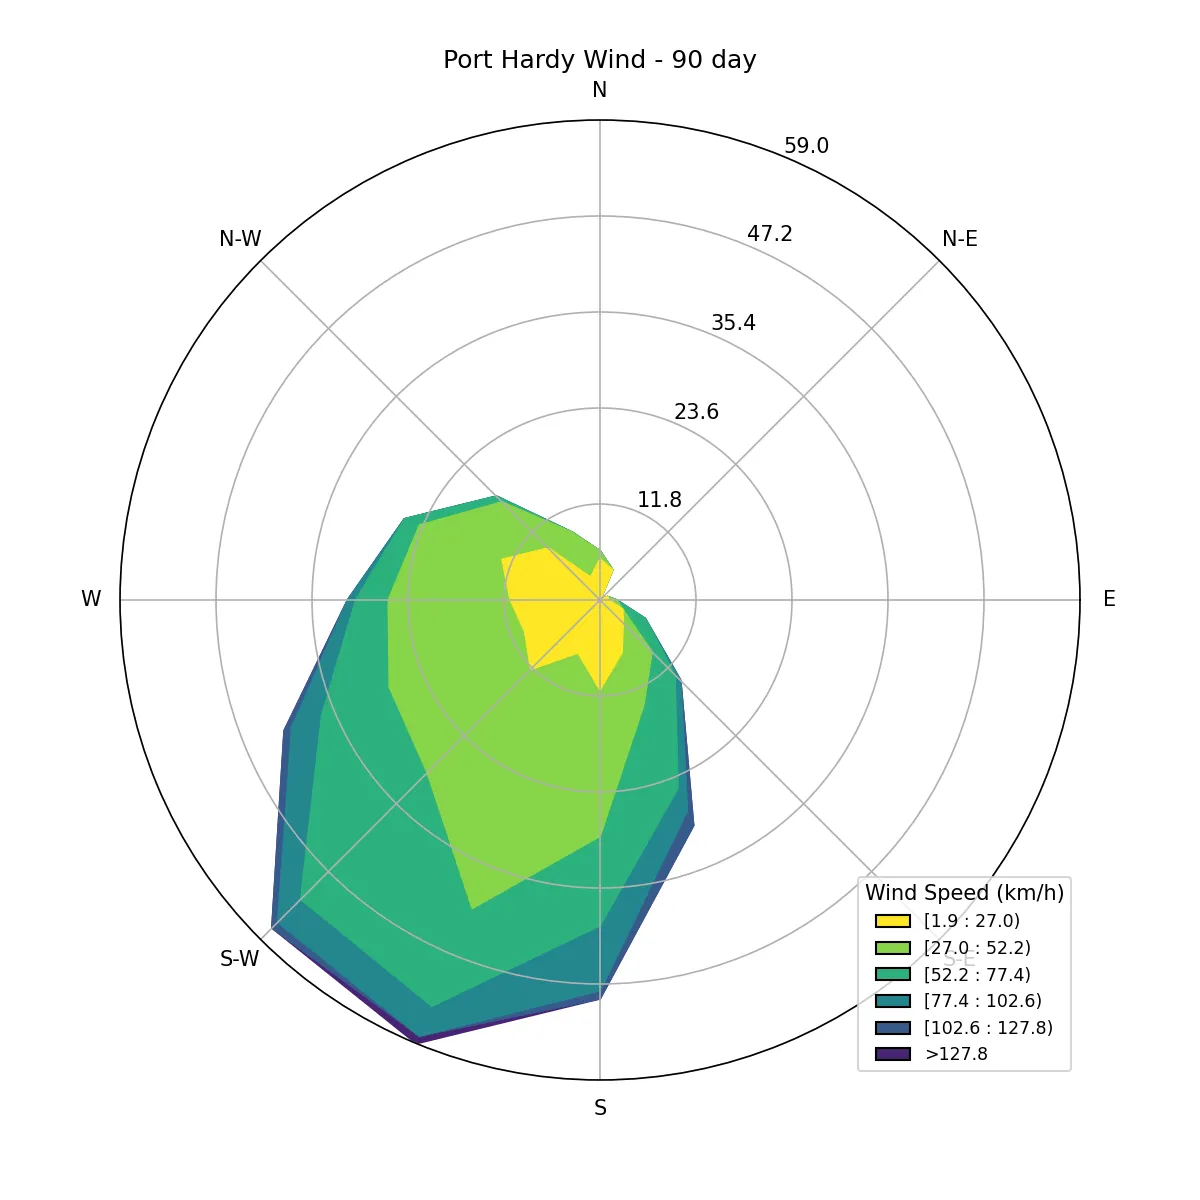 Port Hardy Wind - 90 day
N
59.0
N-W
47.2
N-E
35.4
23.6
11.8
W
E
S-W
S-E
S
Wind Speed (km/h)
[1.9 : 27.0)
[27.0 : 52.2)
[52.2 : 77.4)
[77.4 : 102.6)
[102.6 : 127.8)
>127.8